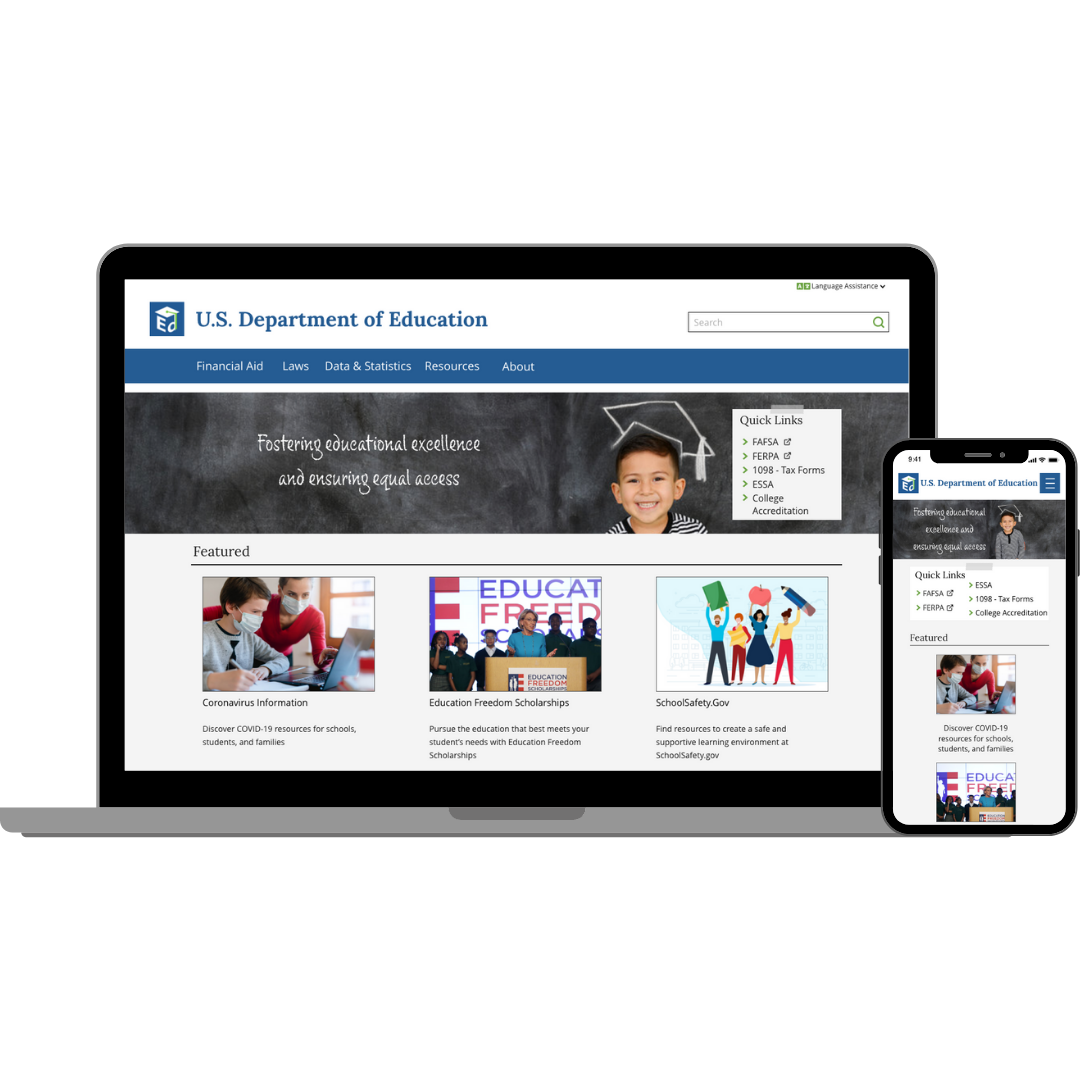 Language Assistance
Ed
U.S. Department of Education
Search
Financial Aid Laws Data & Statistics Resources About
Fostering educational excellence
and ensuring equal access
Quick Links
FAFSA
FERPA
1098 - Tax Forms
ESSA
College
Accreditation
Featured
EDUCAT
FREED
SCHOLARS
EDUCATION
FREEDOM
SCHOLARSHIPS
Coronavirus Information
Discover COVID-19 resources for schools,
students, and families
Education Freedom Scholarships
Pursue the education that best meets your
student's needs with Education Freedom
Scholarships
SchoolSafety.Gov
Find resources to create a safe and
supportive learning environment at
SchoolSafety.gov
9:41
Ed
U.S. Department of Education
Fostering educational
excellence and
ensuring equal access
Quick Links
FAFSA
FERPA
ESSA
1098 - Tax Forms
College Accreditation
Featured
Discover COVID-19
resources for schools,
students, and families
EDUCA
FREED